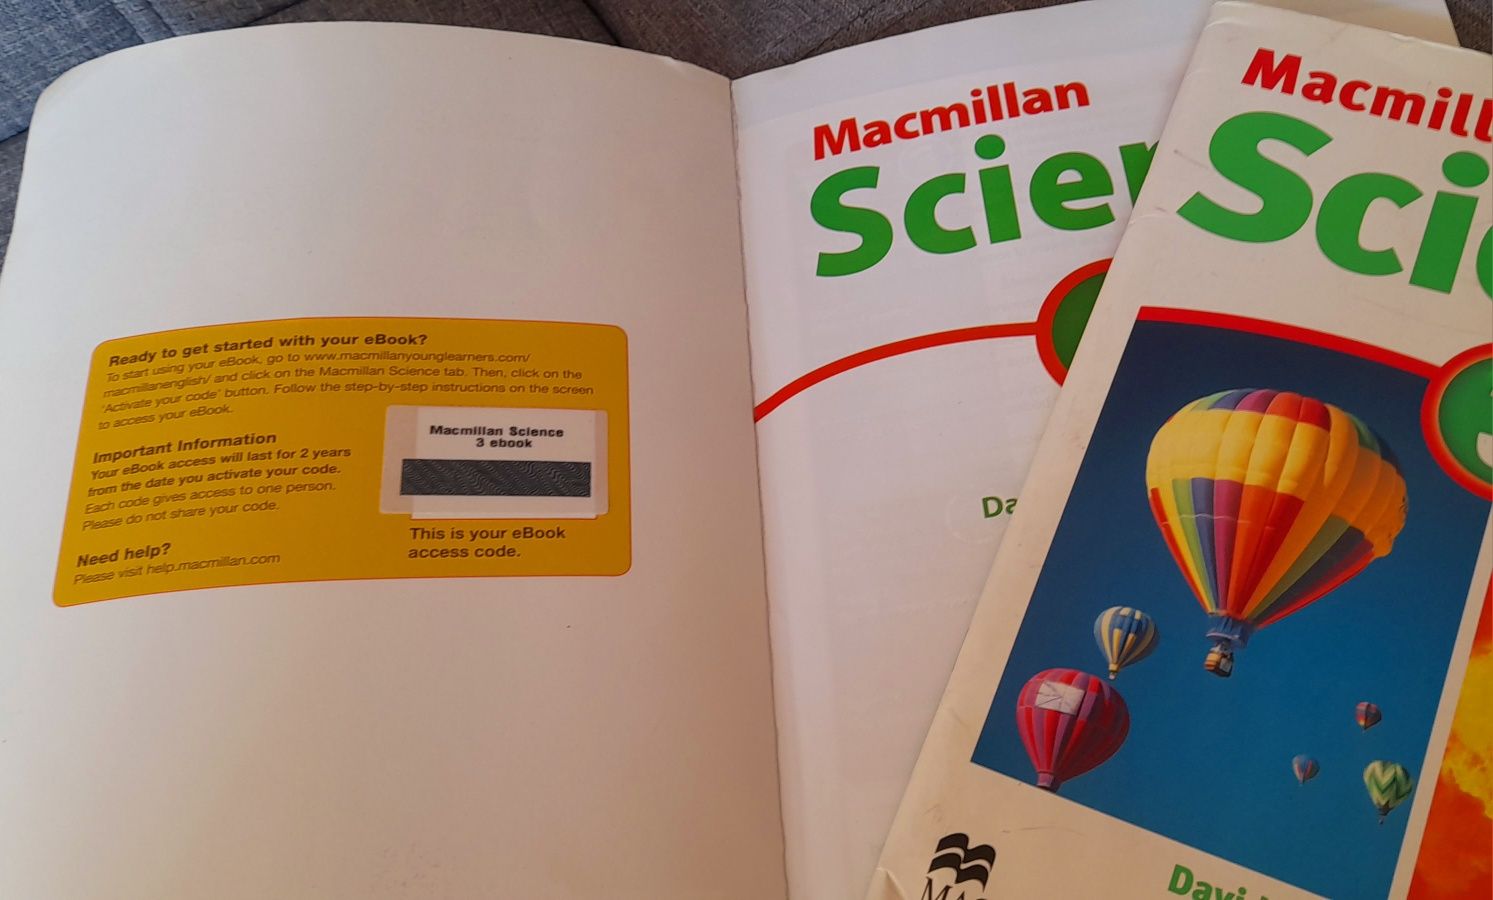 Ready to get started with your eBook?
To start using your eBook, go to www.macmillanyounglearners.com/
macmillanenglish/ and click on the Macmillan Science tab. Then, click on the
'Activate your code' button. Follow the step-by-step instructions on the screen
to access your eBook.
Important Information
Your eBook access will last for 2 years
from the date you activate your code.
Each code gives access to one person.
Please do not share your code.
Need help?
Please visit help.macmillan.com
Macmillan Science
3 ebook
This is your eBook
access code.
Macmillan
Scien
Da
Macmill
Scie
David
MAC